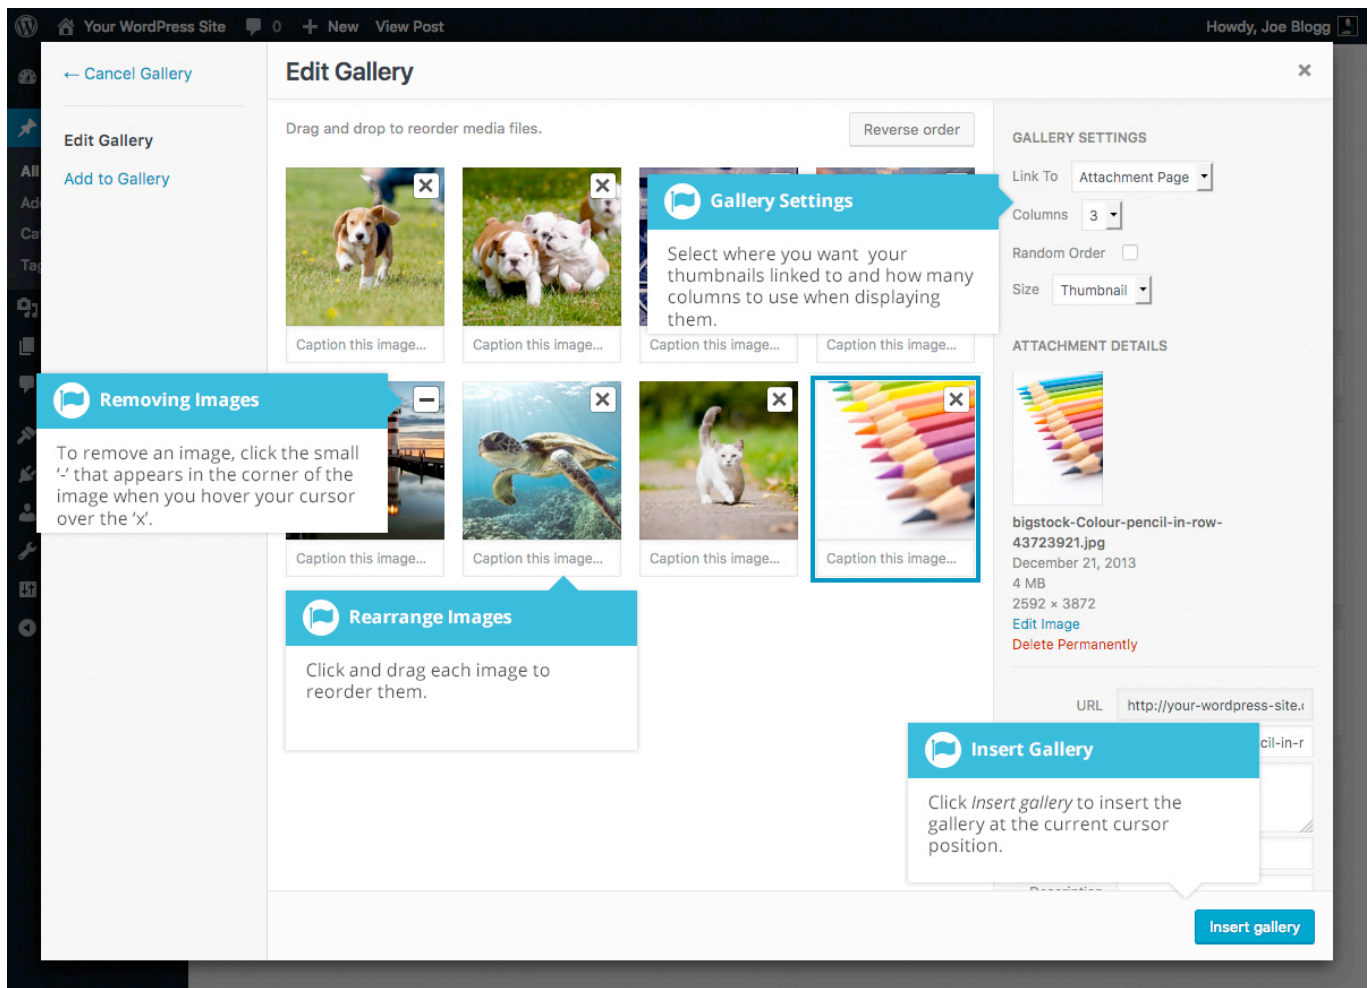 Your WordPress Site 0 + New View Post
Howdy, Joe Blogg
← Cancel Gallery
Edit Gallery
Add to Gallery
All
Edit Gallery
Drag and drop to reorder media files.
Reverse order
Caption this image...
Caption this image...
Caption this image...
Caption this image...
Gallery Settings
Select where you want your
thumbnails linked to and how many
columns to use when displaying
them.
Removing Images
To remove an image, click the small
‘-’ that appears in the corner of the
image when you hover your cursor
over the ‘x’.
Caption this image...
Caption this image...
Caption this image...
Caption this image...
Rearrange Images
Click and drag each image to
reorder them.
GALLERY SETTINGS
Link To Attachment Page
Columns 3
Random Order
Size Thumbnail
ATTACHMENT DETAILS
bigstock-Colour-pencil-in-row-
43723921.jpg
December 21, 2013
4 MB
2592 × 3872
Edit Image
Delete Permanently
URL http://your-wordpress-site.
cil-in-r
Insert Gallery
Click Insert gallery to insert the
gallery at the current cursor
position.
Insert gallery